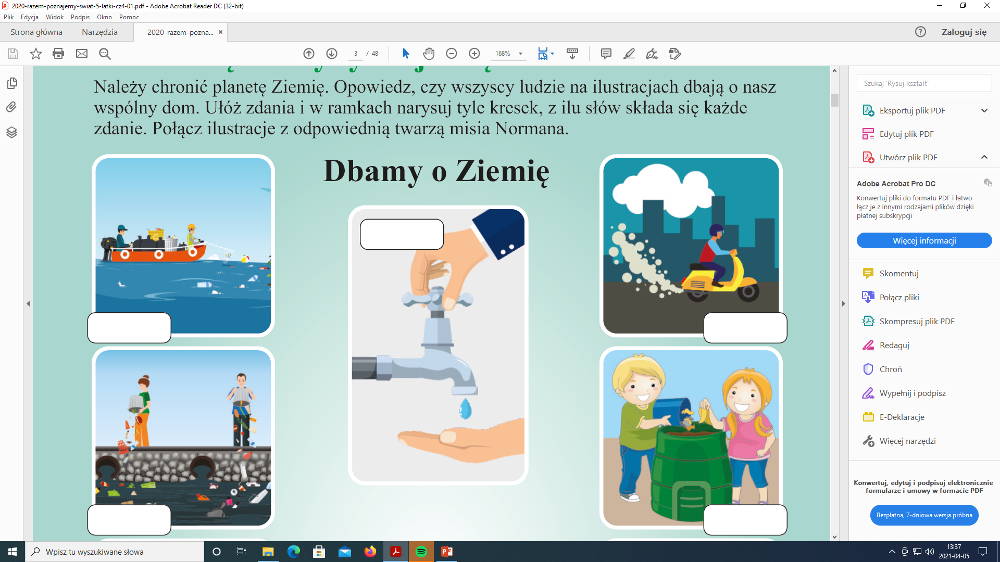 2020-razem-poznajemy-swiat-5-latki-cz4-01.pdf - Adobe Acrobat Reader DC (32-bit)
Plik Edycja Widok Podpis Okno Pomoc
Strona główna Narzędzia 2020-razem-pozna... Zaloguj się
3 / 48 168%
Należy chronić planetę Ziemię. Opowiedz, czy wszyscy ludzie na ilustracjach dbają o nasz
wspólny dom. Ułóż zdania i w ramkach narysuj tyle kresek, z ilu słów składa się każde
zdanie. Połącz ilustracje z odpowiednią twarzą misia Normana.
Dbamy o Ziemię
Szukaj 'Rysuj kształt'
Eksportuj plik PDF
Edytuj plik PDF
Utwórz plik PDF
Adobe Acrobat Pro DC
Konwertuj pliki do formatu PDF i łatwo
łącz je z innymi rodzajami plików dzięki
płatnej subskrypcji
Więcej informacji
Skomentuj
Połącz pliki
Skompresuj plik PDF
Redaguj
Chroń
Wypełnij i podpisz
E-Deklaracje
Więcej narzędzi
Konwertuj, edytuj i podpisuj elektronicznie
formularze i umowy w formacie PDF
Bezpłatna, 7-dniowa wersja próbna
Wpisz tu wyszukiwane słowa
13:37
2021-04-05